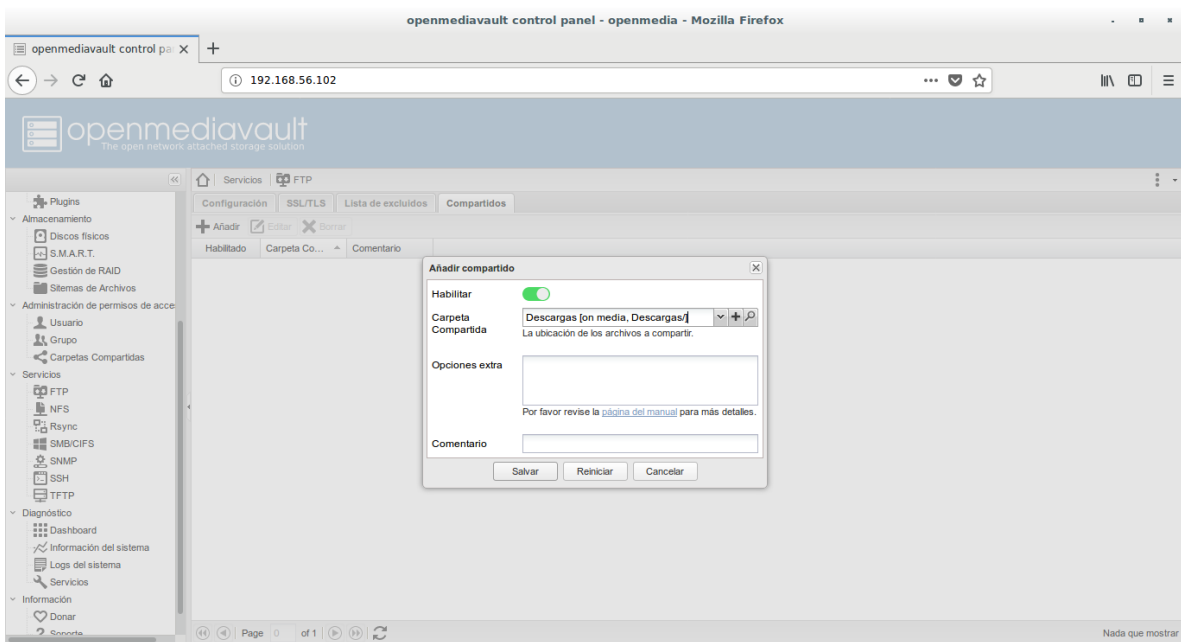 openmediavault control panel - openmedia - Mozilla Firefox
openmediavault control pa
192.168.56.102
openmediavault
The open network attached storage solution
Servicios FTP
Plugins
Almacenamiento
Discos físicos
S.M.A.R.T.
Gestión de RAID
Sitemas de Archivos
Administración de permisos de acce
Usuario
Grupo
Carpetas Compartidas
Servicios
FTP
NFS
Rsync
SMB/CIFS
SNMP
SSH
TFTP
Diagnóstico
Dashboard
Información del sistema
Logs del sistema
Servicios
Información
Donar
Soporte
Configuración SSL/TLS Lista de excluidos Compartidos
Añadir Editar Borrar
Habilitado Carpeta Co... Comentario
Añadir compartido
Habilitar
Carpeta Compartida
Descargas [on media, Descargas/]
La ubicación de los archivos a compartir.
Opciones extra
Por favor revise la página del manual para más detalles.
Comentario
Salvar Reiniciar Cancelar
Page 0 of 1
Nada que mostrar